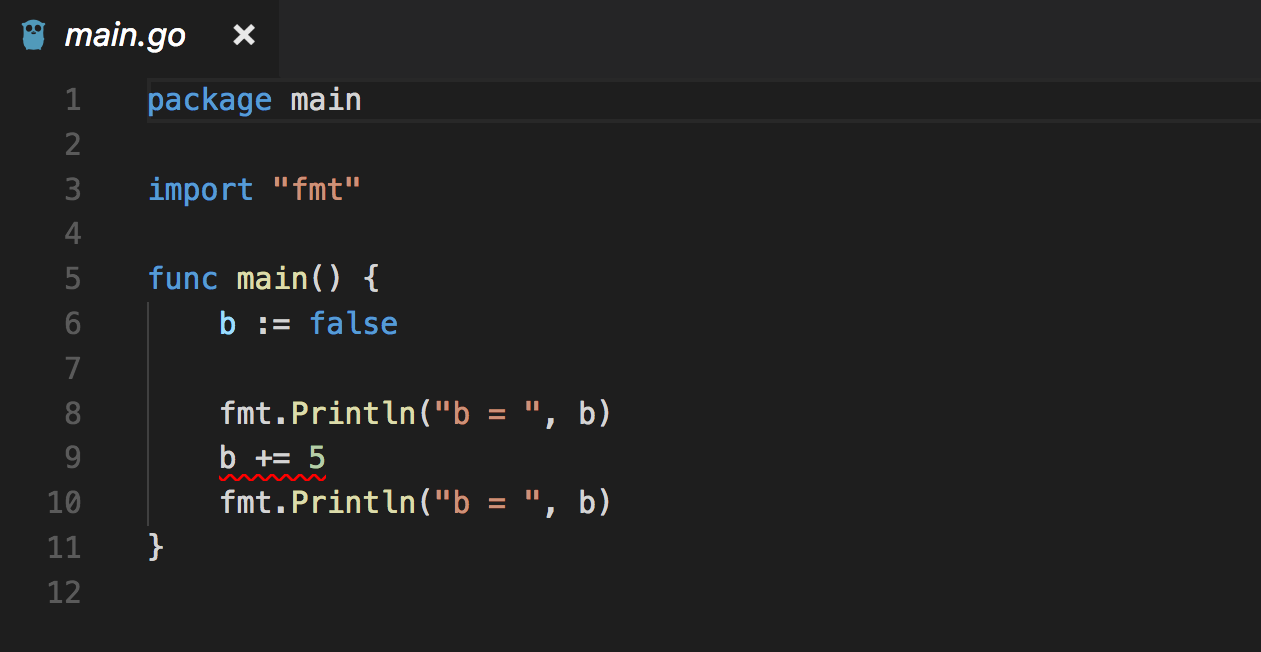 main.go
1 package main
2
3 import "fmt"
4
5 func main() {
6     b := false
7
8     fmt.Println("b = ", b)
9     b += 5
10     fmt.Println("b = ", b)
11 }
12